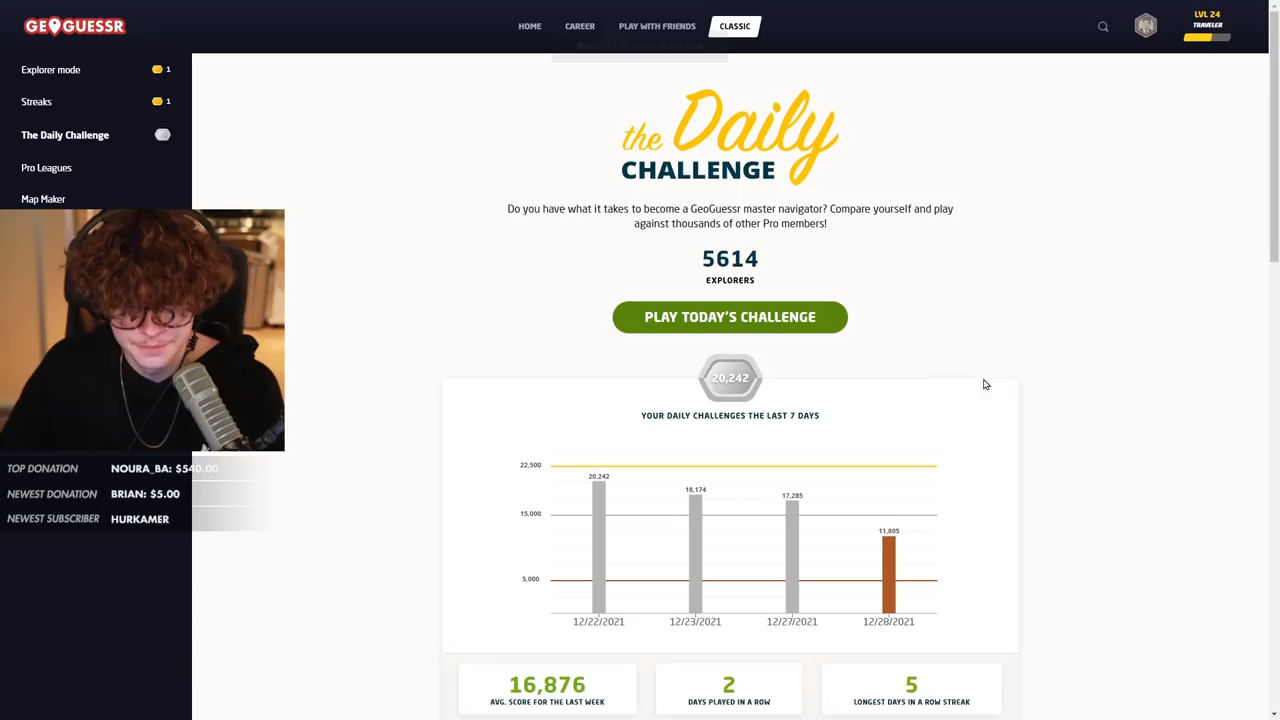 GEOGUESSR
HOME
CAREER
PLAY WITH FRIENDS
CLASSIC
LVL 24
TRAVELER
Explorer mode 1
Streaks 1
The Daily Challenge
Pro Leagues
Map Maker
the Daily
CHALLENGE
Do you have what it takes to become a GeoGuessr master navigator? Compare yourself and play
against thousands of other Pro members!
5614
EXPLORERS
PLAY TODAY'S CHALLENGE
20,242
YOUR DAILY CHALLENGES THE LAST 7 DAYS
22,500
15,000
5,000
20,242
18,174
17,285
11,805
12/22/2021
12/23/2021
12/27/2021
12/28/2021
16,876
AVG. SCORE FOR THE LAST WEEK
2
DAYS PLAYED IN A ROW
5
LONGEST DAYS IN A ROW STREAK
TOP DONATION NOURA_BA: $540.00
NEWEST DONATION BRIAN: $5.00
NEWEST SUBSCRIBER HURKAMER